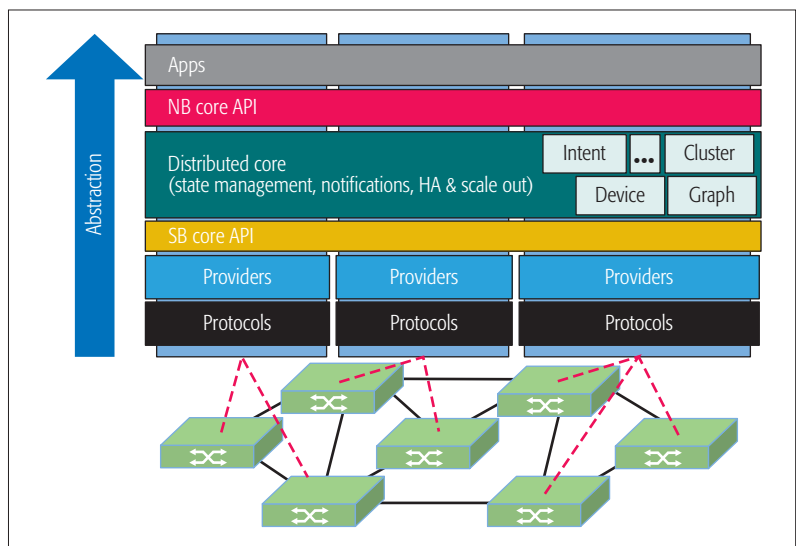 Abstraction
Apps
NB core API
Distributed core
(state management, notifications, HA & scale out)
Intent
...
Cluster
Device
Graph
SB core API
Providers
Providers
Providers
Protocols
Protocols
Protocols